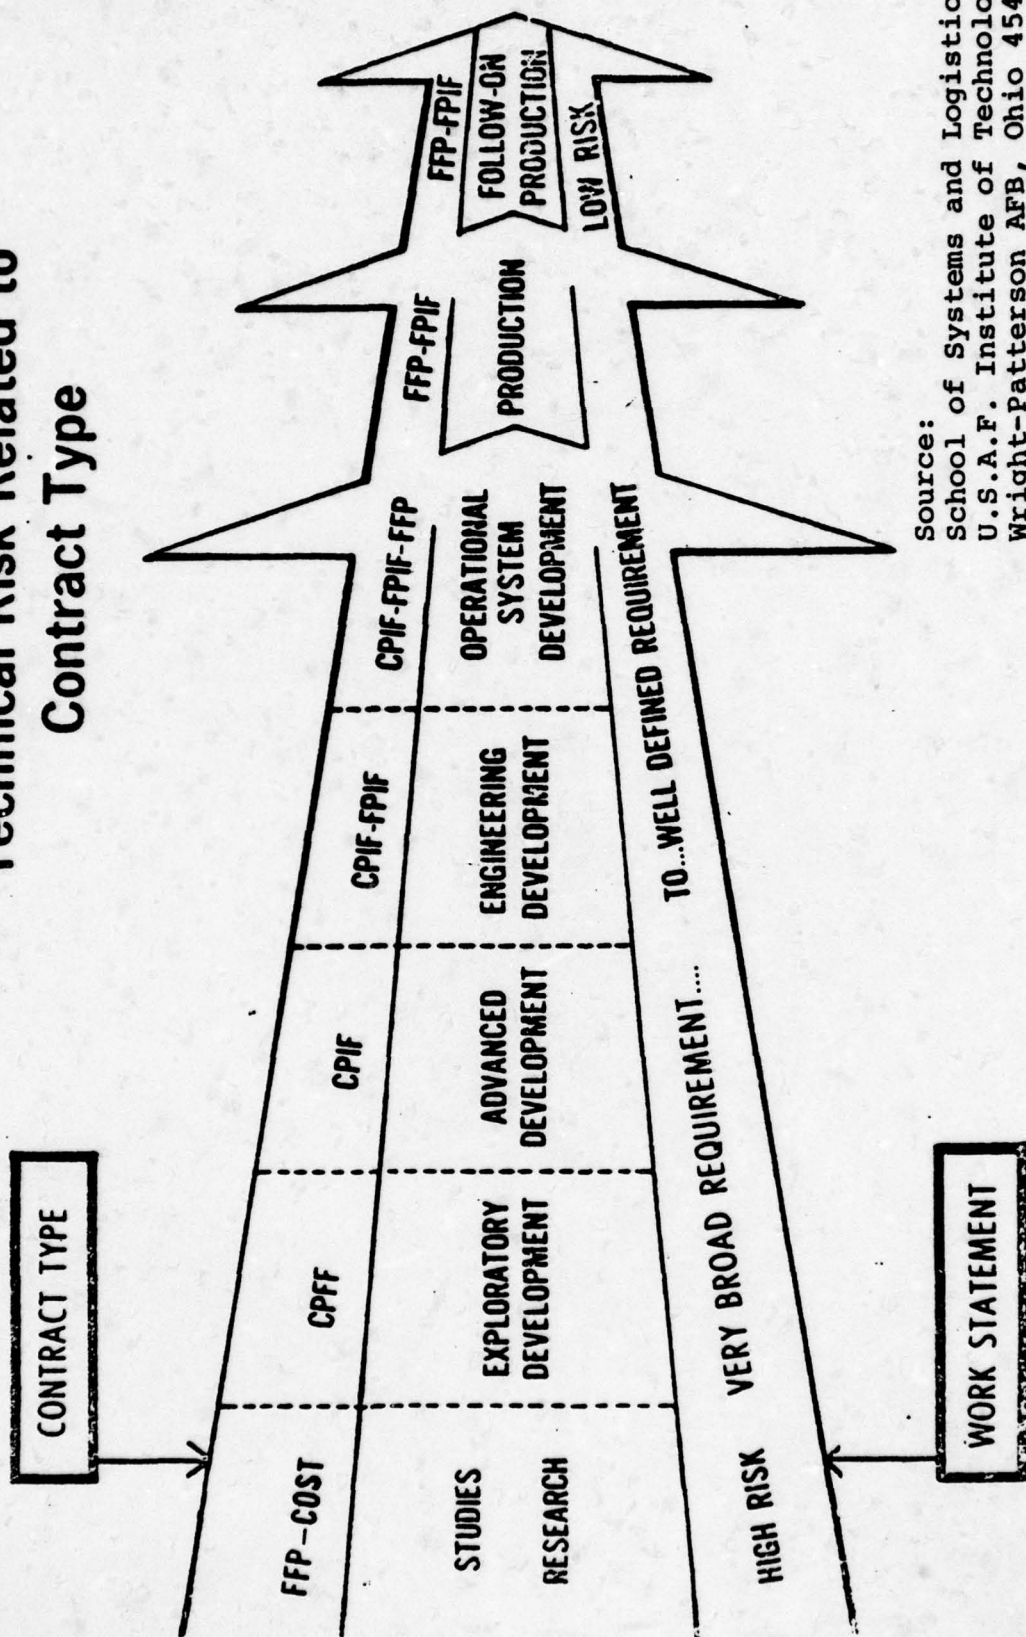 Technical Risk Related to
Contract Type
CONTRACT TYPE
FFP-COST
CPFF
CPIF
CPIF-FPIF
CPIF-FPIF-FFP
FFP-FPIF
FFP-FPIF
STUDIES
RESEARCH
EXPLORATORY
DEVELOPMENT
ADVANCED
DEVELOPMENT
ENGINEERING
DEVELOPMENT
OPERATIONAL
SYSTEM
DEVELOPMENT
PRODUCTION
FOLLOW-ON
PRODUCTION
HIGH RISK
VERY BROAD REQUIREMENT....
TO...WELL DEFINED REQUIREMENT
LOW RISK
WORK STATEMENT
Source:
School of Systems and Logistic
U.S.A.F. Institute of Technolo
Wright-Patterson AFB, Ohio 454